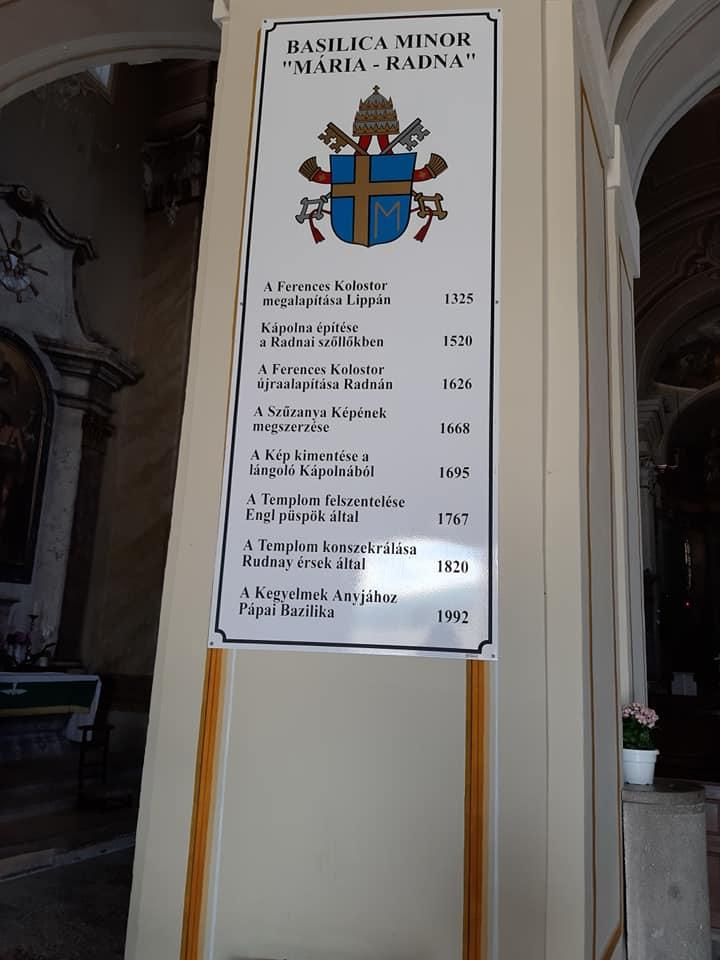 BASILICA MINOR
"MÁRIA - RADNA"
M
A Ferences Kolostor
megalapítása Lippán 1325
Kápolna építése
a Radnai szőllőkben 1520
A Ferences Kolostor
újraalapítása Radnán 1626
A Szűzanya Képének
megszerzése 1668
A Kép kimentése a
lángoló Kápolnából 1695
A Templom felszentelése
Engl püspök által 1767
A Templom konszekrálása
Rudnay érsek által 1820
A Kegyelmek Anyjához
Pápai Bazilika 1992